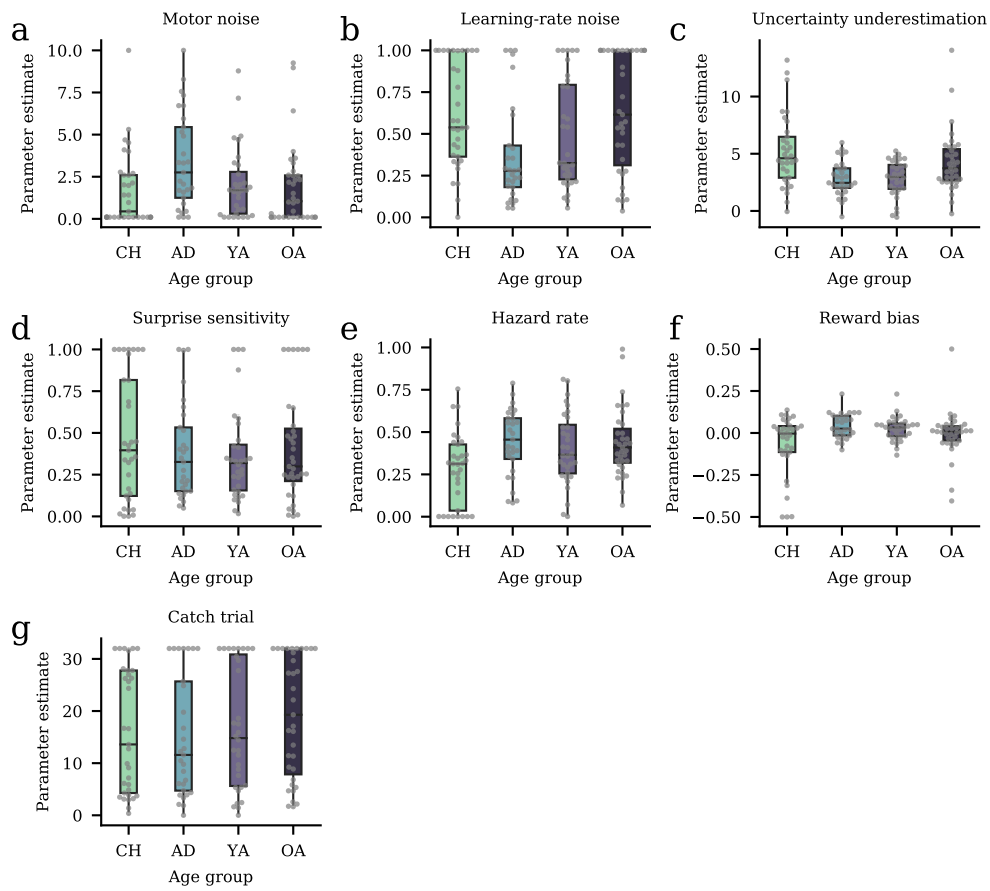 a
Motor noise
Parameter estimate
10.0
7.5
5.0
2.5
0.0
CH AD YA OA
Age group
b
Learning-rate noise
Parameter estimate
1.00
0.75
0.50
0.25
0.00
CH AD YA OA
Age group
c
Uncertainty underestimation
Parameter estimate
10
5
0
CH AD YA OA
Age group
d
Surprise sensitivity
Parameter estimate
1.00
0.75
0.50
0.25
0.00
CH AD YA OA
Age group
e
Hazard rate
Parameter estimate
1.00
0.75
0.50
0.25
0.00
CH AD YA OA
Age group
f
Reward bias
Parameter estimate
0.50
0.25
0.00
−0.25
−0.50
CH AD YA OA
Age group
g
Catch trial
Parameter estimate
30
20
10
0
CH AD YA OA
Age group